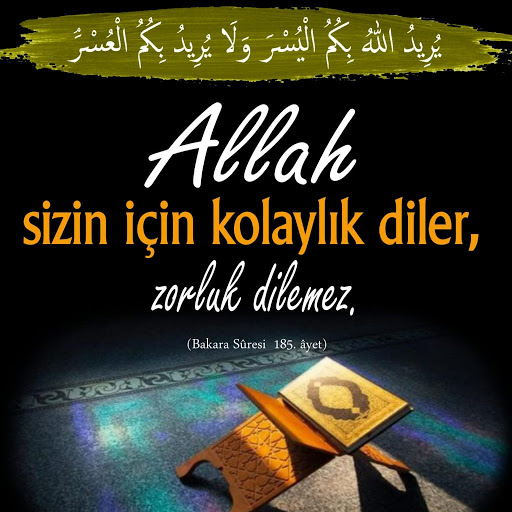 يُرِيدُ اللّٰهُ بِكُمُ الْيُسْرَ وَلَا يُرِيدُ بِكُمُ الْعُسْرَ
Allah
sizin için kolaylık diler,
zorluk dilemez.
(Bakara Sûresi 185. âyet)